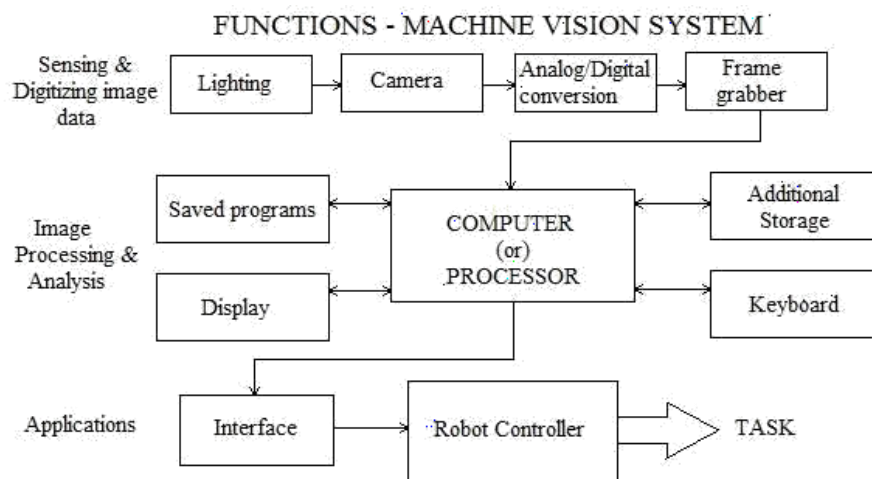 FUNCTIONS - MACHINE VISION SYSTEM
Sensing &
Digitizing image
data
Lighting
Camera
Analog/Digital
conversion
Frame
grabber
Image
Processing &
Analysis
Saved programs
COMPUTER
(or)
PROCESSOR
Additional
Storage
Display
Keyboard
Applications
Interface
Robot Controller
TASK